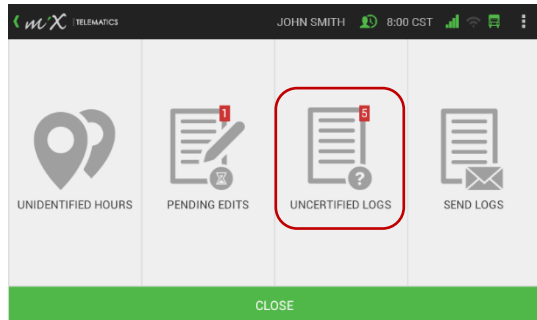 miX TELEMATICS JOHN SMITH 8:00 CST
1 5
?
UNIDENTIFIED HOURS PENDING EDITS UNCERTIFIED LOGS SEND LOGS
CLOSE